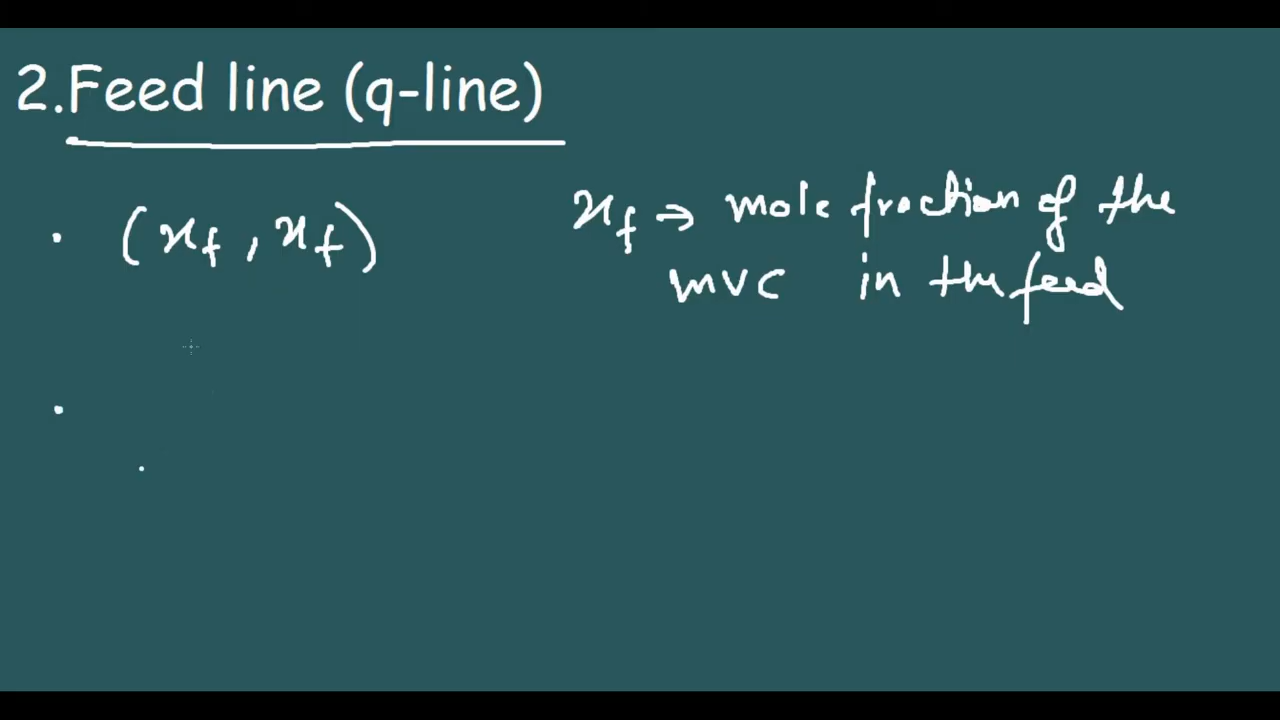 2.Feed line (q-line)
• (xf, xf)
xf → mole fraction of the
MVC in the feed
•